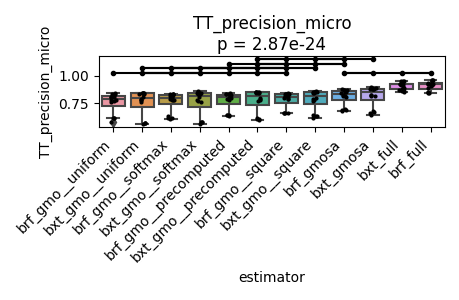 TT_precision_micro
p = 2.87e-24
TT_precision_micro
1.00
0.75
brf_gmo__uniform
bxt_gmo__uniform
brf_gmo__softmax
bxt_gmo__softmax
brf_gmo__precomputed
bxt_gmo__precomputed
brf_gmo__square
bxt_gmo__square
brf_gmosa
bxt_gmosa
bxt_full
brf_full
estimator